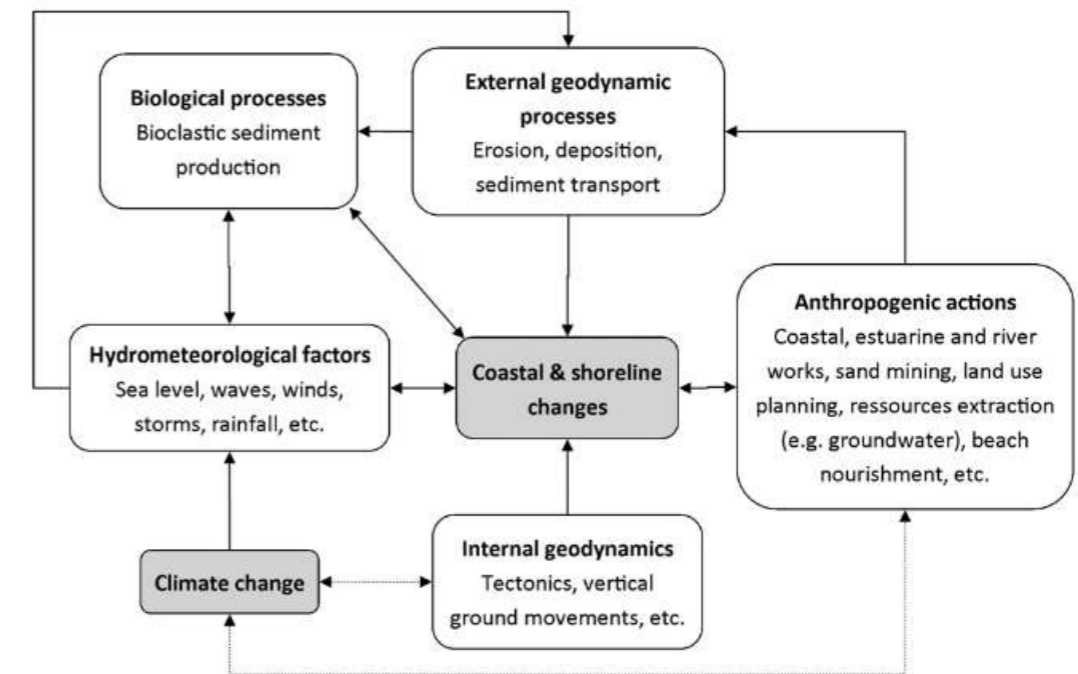 Biological processes
Bioclastic sediment
production
External geodynamic
processes
Erosion, deposition,
sediment transport
Hydrometeorological factors
Sea level, waves, winds,
storms, rainfall, etc.
Coastal & shoreline
changes
Anthropogenic actions
Coastal, estuarine and river
works, sand mining, land use
planning, ressources extraction
(e.g. groundwater), beach
nourishment, etc.
Climate change
Internal geodynamics
Tectonics, vertical
ground movements, etc.